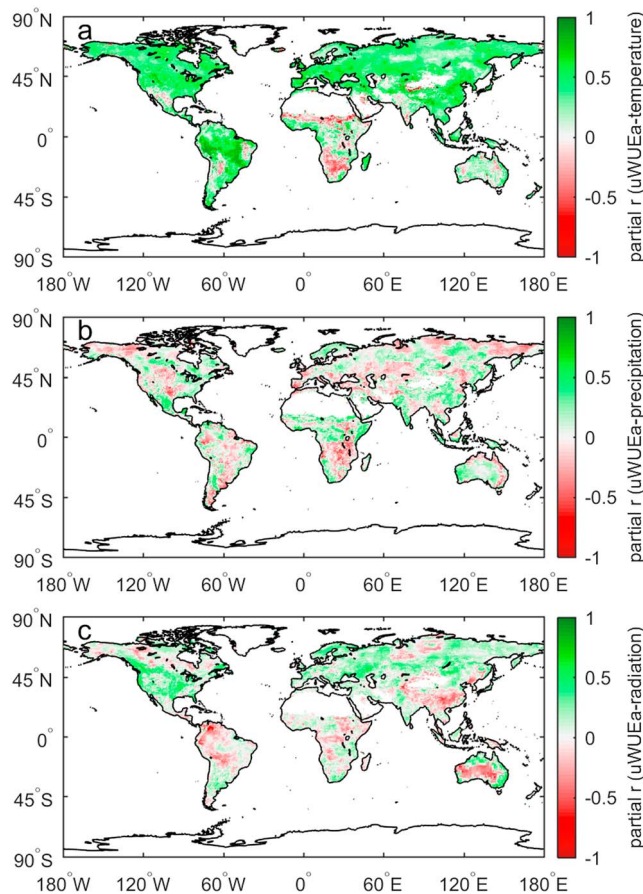 a
90°N
45°N
0°
45°S
90°S
180°W 120°W 60°W 0° 60°E 120°E 180°E
1
0.5
0
-0.5
-1
partial r (uWUEa-temperature)
b
90°N
45°N
0°
45°S
90°S
180°W 120°W 60°W 0° 60°E 120°E 180°E
1
0.5
0
-0.5
-1
partial r (uWUEa-precipitation)
c
90°N
45°N
0°
45°S
90°S
180°W 120°W 60°W 0° 60°E 120°E 180°E
1
0.5
0
-0.5
-1
partial r (uWUEa-radiation)